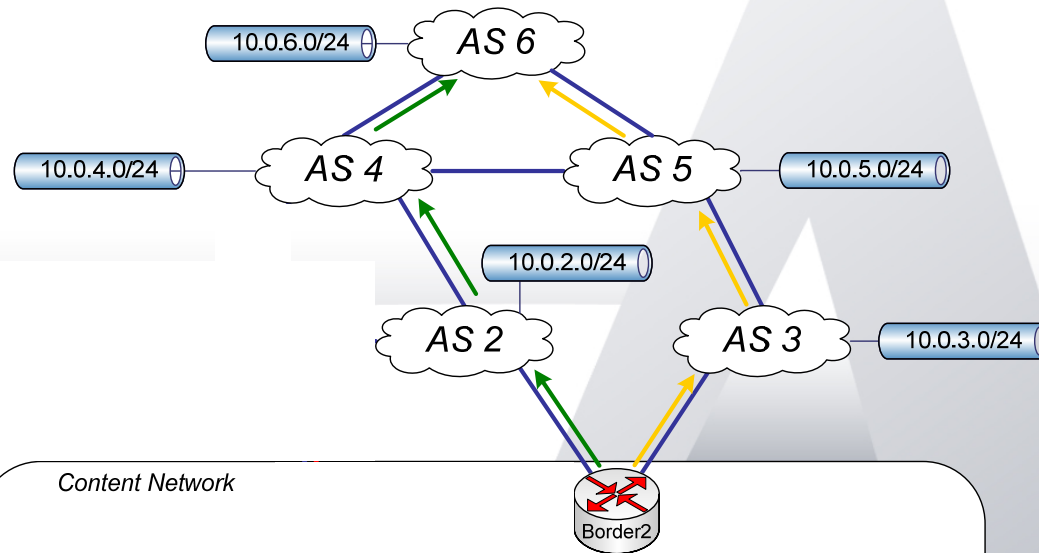 AS 6
10.0.6.0/24
AS 4
AS 5
10.0.4.0/24
10.0.5.0/24
10.0.2.0/24
AS 2
AS 3
10.0.3.0/24
Content Network
Border2